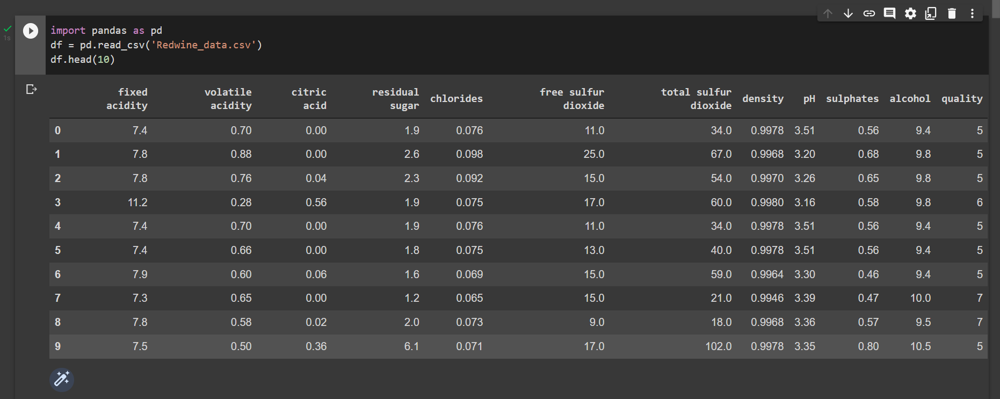 import pandas as pd
1s
df = pd.read_csv('Redwine_data.csv')
df.head(10)
fixed acidity volatile acidity citric acid residual sugar chlorides free sulfur dioxide total sulfur dioxide density pH sulphates alcohol quality
0 7.4 0.70 0.00 1.9 0.076 11.0 34.0 0.9978 3.51 0.56 9.4 5
1 7.8 0.88 0.00 2.6 0.098 25.0 67.0 0.9968 3.20 0.68 9.8 5
2 7.8 0.76 0.04 2.3 0.092 15.0 54.0 0.9970 3.26 0.65 9.8 5
3 11.2 0.28 0.56 1.9 0.075 17.0 60.0 0.9980 3.16 0.58 9.8 6
4 7.4 0.70 0.00 1.9 0.076 11.0 34.0 0.9978 3.51 0.56 9.4 5
5 7.4 0.66 0.00 1.8 0.075 13.0 40.0 0.9978 3.51 0.56 9.4 5
6 7.9 0.60 0.06 1.6 0.069 15.0 59.0 0.9964 3.30 0.46 9.4 5
7 7.3 0.65 0.00 1.2 0.065 15.0 21.0 0.9946 3.39 0.47 10.0 7
8 7.8 0.58 0.02 2.0 0.073 9.0 18.0 0.9968 3.36 0.57 9.5 7
9 7.5 0.50 0.36 6.1 0.071 17.0 102.0 0.9978 3.35 0.80 10.5 5